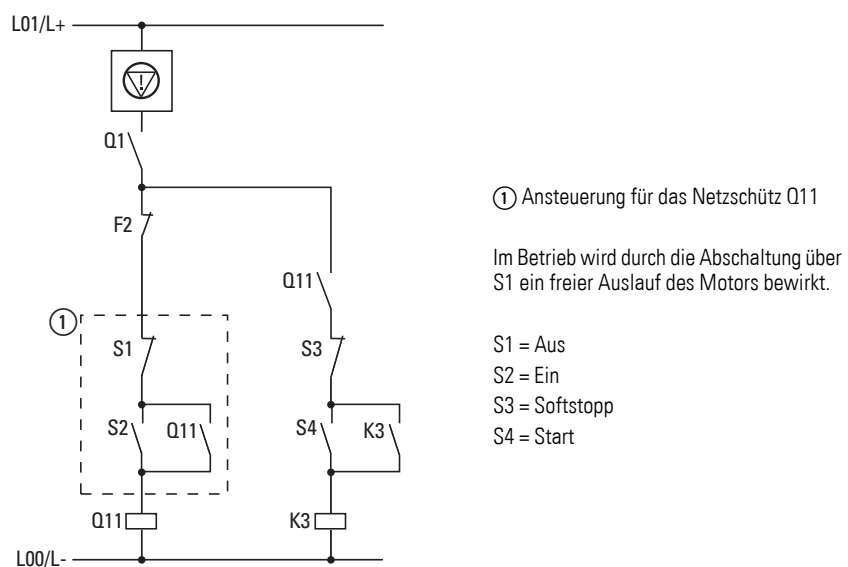 L01/L+
!
Q1
① Ansteuerung für das Netzschütz Q11
F2
Im Betrieb wird durch die Abschaltung über
S1 ein freier Auslauf des Motors bewirkt.
Q11
①
S1
S3
S1 = Aus
S2 = Ein
S3 = Softstopp
S4 = Start
S2
Q11
S4
K3
Q11
K3
L00/L-